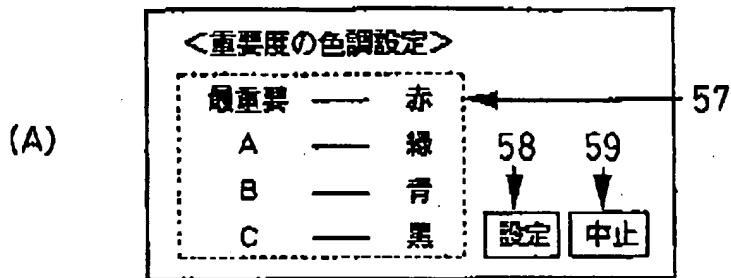 <重要度の色調設定>
最重要 ― 赤 57
(A) A ― 緑 58 59
B ― 青
C ― 黒 設定 中止